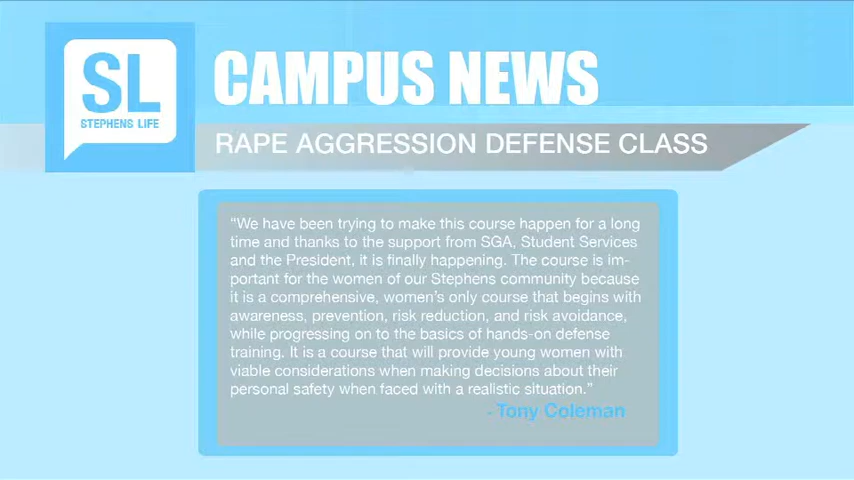 SL
STEPHENS LIFE
CAMPUS NEWS
RAPE AGGRESSION DEFENSE CLASS
“We have been trying to make this course happen for a long
time and thanks to the support from SGA, Student Services
and the President, it is finally happening. The course is im-
portant for the women of our Stephens community because
it is a comprehensive, women’s only course that begins with
awareness, prevention, risk reduction, and risk avoidance,
while progressing on to the basics of hands-on defense
training. It is a course that will provide young women with
viable considerations when making decisions about their
personal safety when faced with a realistic situation.”
- Tony Coleman